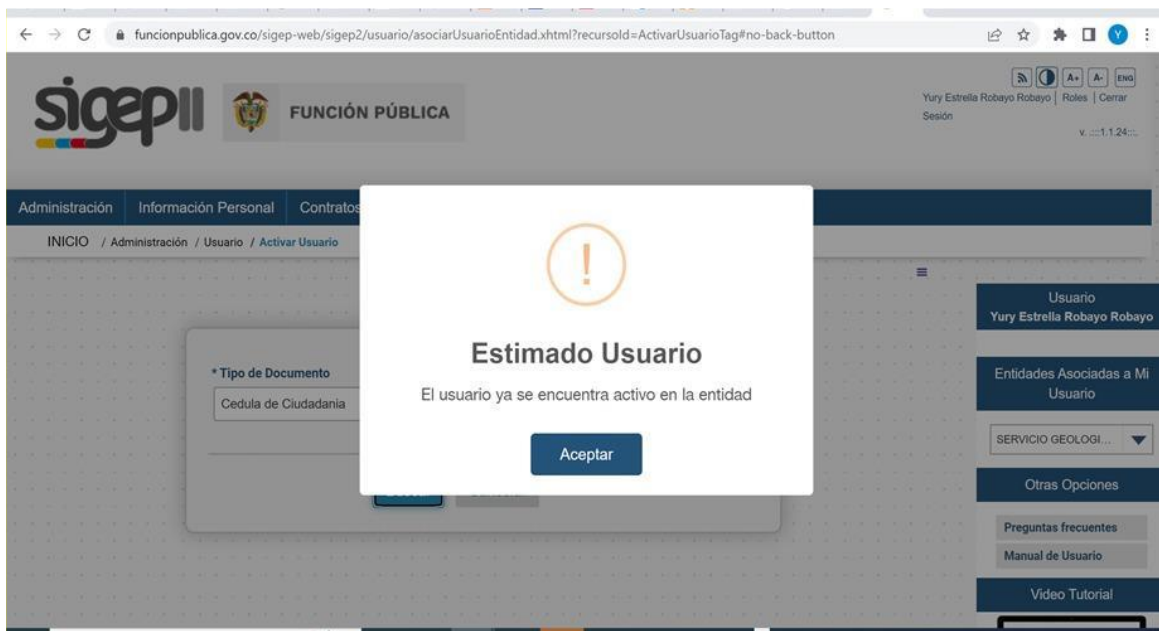 funcionpublica.gov.co/sigep-web/sigep2/usuario/asociarUsuarioEntidad.xhtml?recursoId=ActivarUsuarioTag#no-back-button
Y
sigepII
FUNCIÓN PÚBLICA
A+ A- ENG
Yury Estrella Robayo Robayo | Roles | Cerrar
Sesión
v. .:::1.1.24:::.
Administración Información Personal Contratos
INICIO / Administración / Usuario / Activar Usuario
!
Estimado Usuario
El usuario ya se encuentra activo en la entidad
Aceptar
* Tipo de Documento
Cedula de Ciudadania
Usuario
Yury Estrella Robayo Robayo
Entidades Asociadas a Mi
Usuario
SERVICIO GEOLOGI...
Otras Opciones
Preguntas frecuentes
Manual de Usuario
Video Tutorial